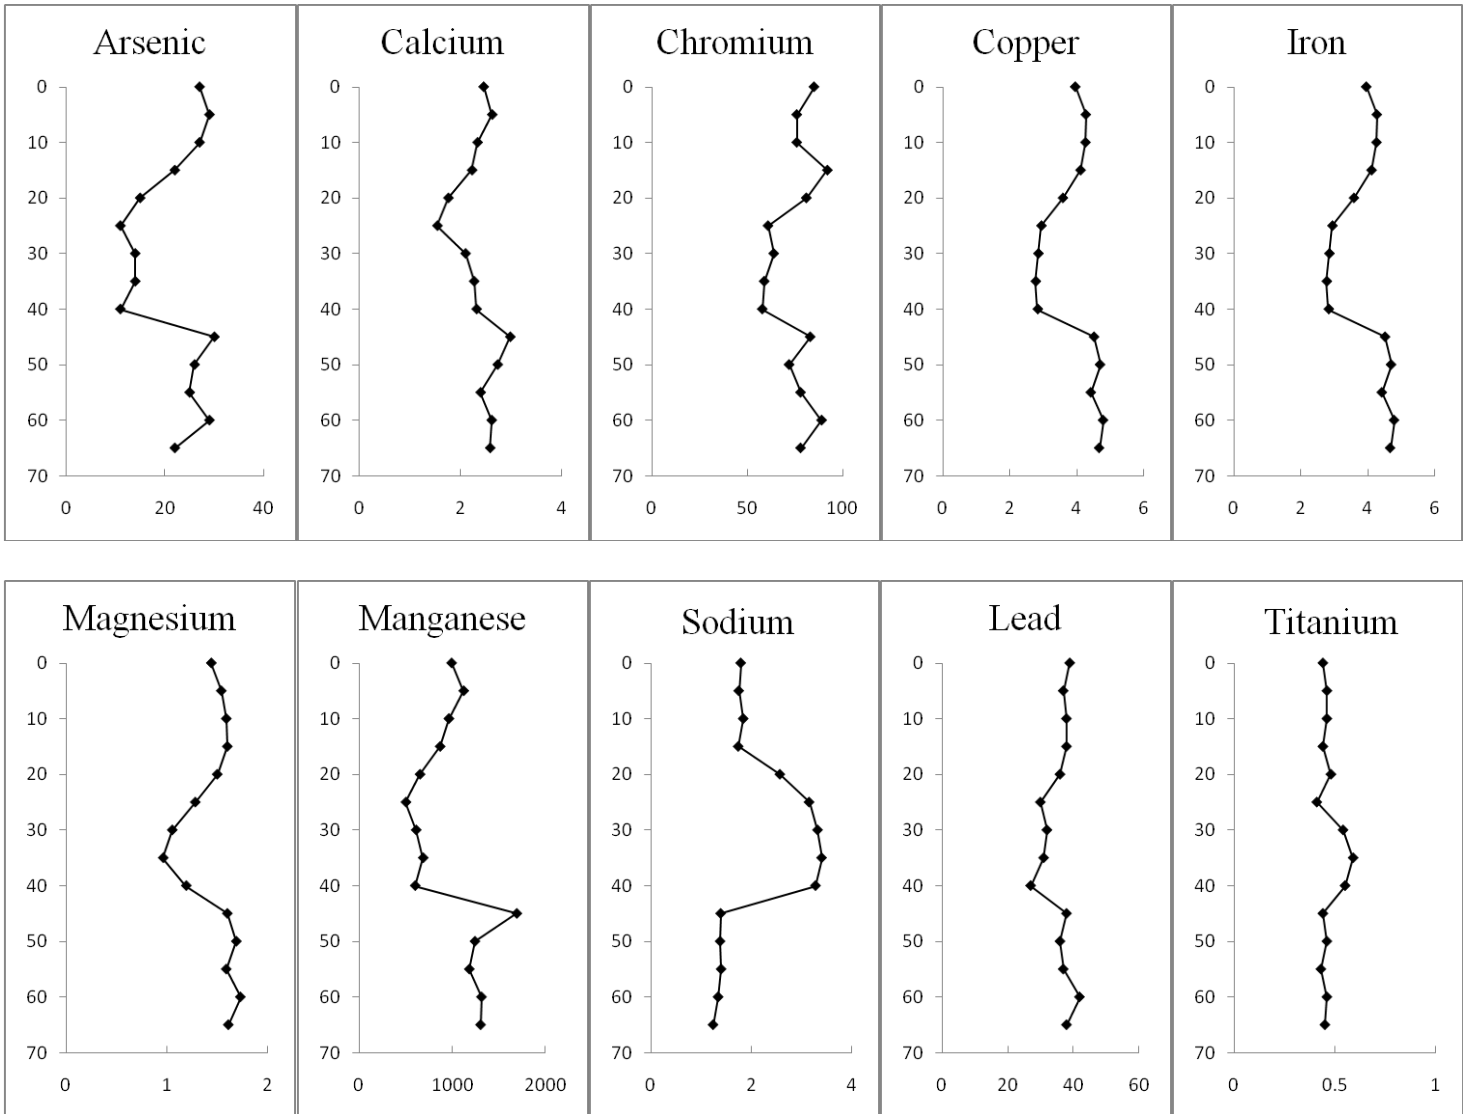 Arsenic Calcium Chromium Copper Iron
0 0 0 0 0
10 10 10 10 10
20 20 20 20 20
30 30 30 30 30
40 40 40 40 40
50 50 50 50 50
60 60 60 60 60
70 70 70 70 70
0 20 40 0 2 4 0 50 100 0 2 4 6 0 2 4 6
Magnesium Manganese Sodium Lead Titanium
0 0 0 0 0
10 10 10 10 10
20 20 20 20 20
30 30 30 30 30
40 40 40 40 40
50 50 50 50 50
60 60 60 60 60
70 70 70 70 70
0 1 2 0 1000 2000 0 2 4 0 20 40 60 0 0.5 1